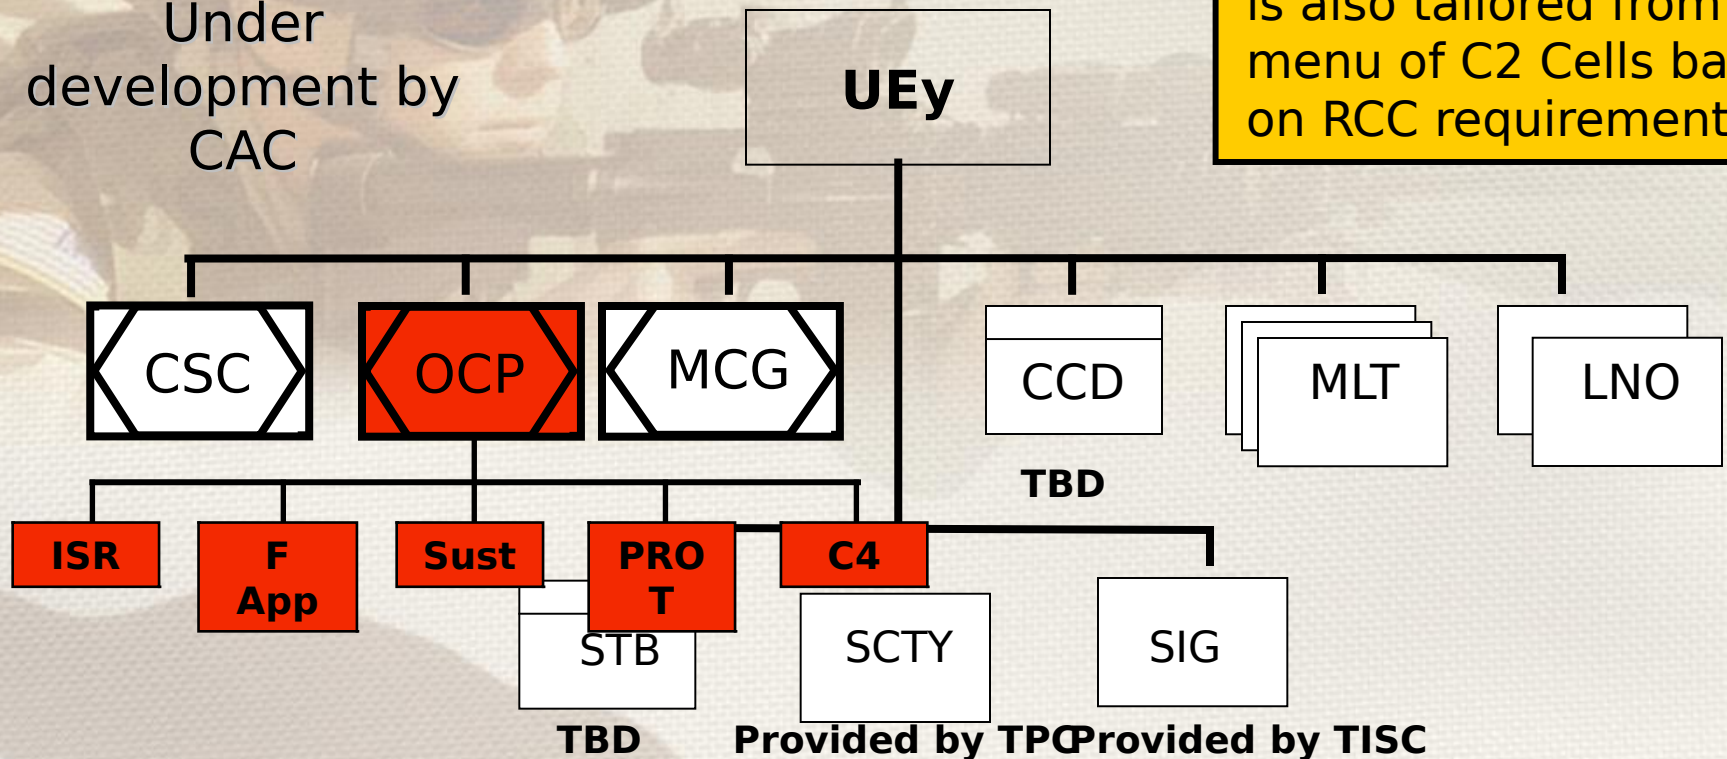 Under
development by
CAC
UEy
is also tailored from
menu of C2 Cells ba
on RCC requirement
CSC
OCP
MCG
CCD
MLT
LNO
TBD
ISR
F
App
Sust
PRO
T
C4
STB
SCTY
SIG
TBD
Provided by TPC
Provided by TISC